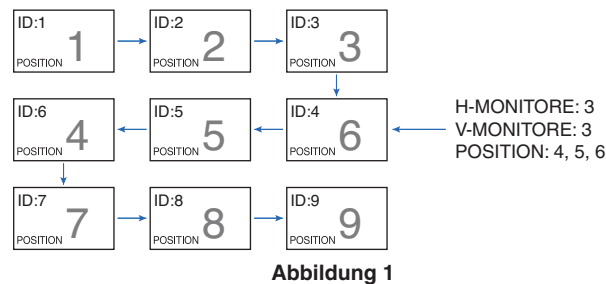 ID:1
POSITION 1
ID:2
POSITION 2
ID:3
POSITION 3
ID:6
POSITION 4
ID:5
POSITION 5
ID:4
POSITION 6
H-MONITORE: 3
V-MONITORE: 3
POSITION: 4, 5, 6
ID:7
POSITION 7
ID:8
POSITION 8
ID:9
POSITION 9
Abbildung 1